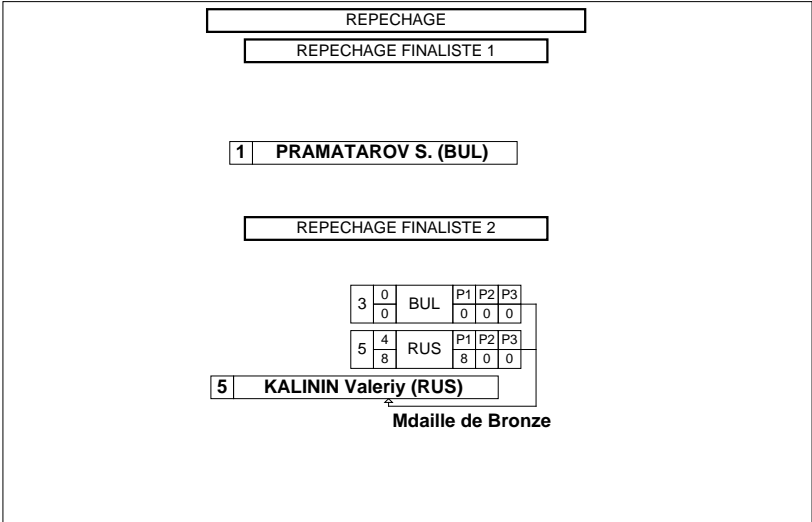 REPECHAGE
REPECHAGE FINALISTE 1
1 PRAMATAROV S. (BUL)
REPECHAGE FINALISTE 2
3 0 BUL P1 P2 P3
0 0 0 0
5 4 RUS P1 P2 P3
8 8 0 0
5 KALININ Valeriy (RUS)
Mdaille de Bronze